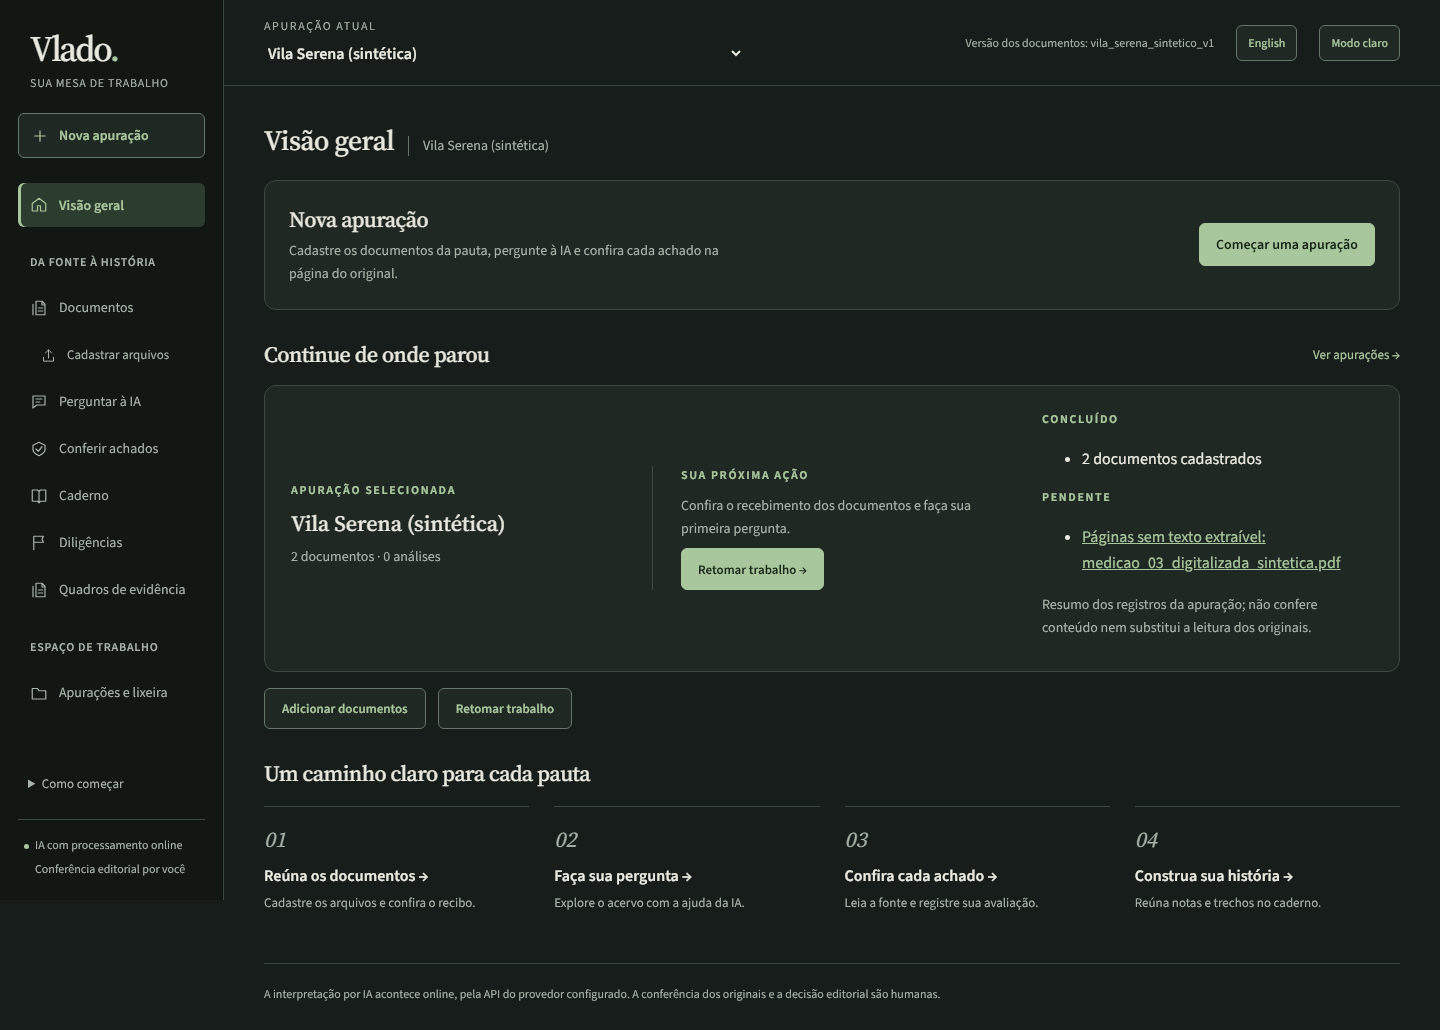 Vlado.
SUA MESA DE TRABALHO
Nova apuração
Visão geral
DA FONTE À HISTÓRIA
Documentos
Cadastrar arquivos
Perguntar à IA
Conferir achados
Caderno
Diligências
Quadros de evidência
ESPAÇO DE TRABALHO
Apurações e lixeira
Como começar
IA com processamento online
Conferência editorial por você
APURAÇÃO ATUAL
Vila Serena (sintética)
Versão dos documentos: vila_serena_sintetico_v1
English
Modo claro
Visão geral
Vila Serena (sintética)
Nova apuração
Cadastre os documentos da pauta, pergunte à IA e confira cada achado na
página do original.
Começar uma apuração
Continue de onde parou
Ver apurações →
APURAÇÃO SELECIONADA
Vila Serena (sintética)
2 documentos · 0 análises
SUA PRÓXIMA AÇÃO
Confira o recebimento dos documentos e faça sua
primeira pergunta.
Retomar trabalho →
CONCLUÍDO
• 2 documentos cadastrados
PENDENTE
• Páginas sem texto extraível:
medicao_03_digitalizada_sintetica.pdf
Resumo dos registros da apuração; não confere
conteúdo nem substitui a leitura dos originais.
Adicionar documentos
Retomar trabalho
Um caminho claro para cada pauta
01
Reúna os documentos →
Cadastre os arquivos e confira o recibo.
02
Faça sua pergunta →
Explore o acervo com a ajuda da IA.
03
Confira cada achado →
Leia a fonte e registre sua avaliação.
04
Construa sua história →
Reúna notas e trechos no caderno.
A interpretação por IA acontece online, pela API do provedor configurado. A conferência dos originais e a decisão editorial são humanas.